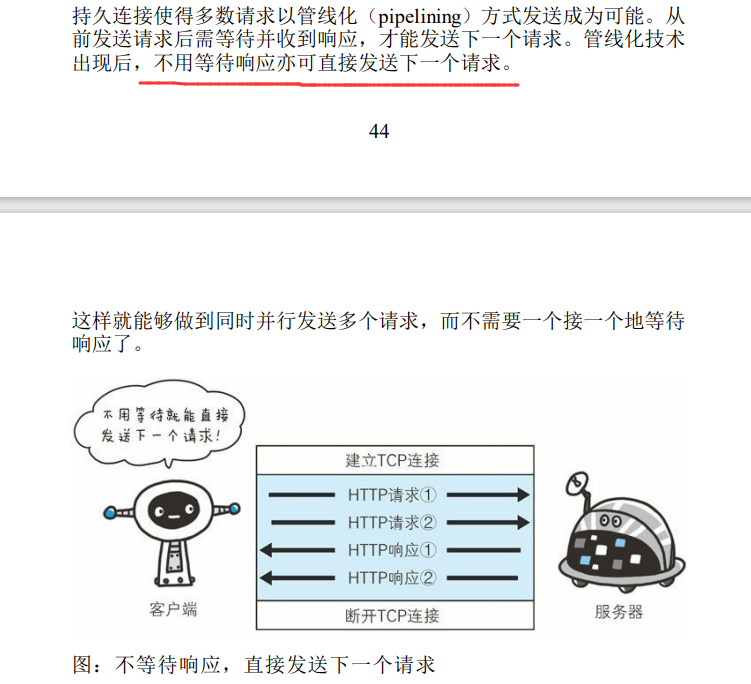 持久连接使得多数请求以管线化（pipelining）方式发送成为可能。从
前发送请求后需等待并收到响应，才能发送下一个请求。管线化技术
出现后，不用等待响应亦可直接发送下一个请求。
44
这样就能够做到同时并行发送多个请求，而不需要一个接一个地等待
响应了。
不用等待就能直接
发送下一个请求！
建立TCP连接
HTTP请求①
HTTP请求②
HTTP响应①
HTTP响应②
断开TCP连接
客户端
服务器
图：不等待响应，直接发送下一个请求